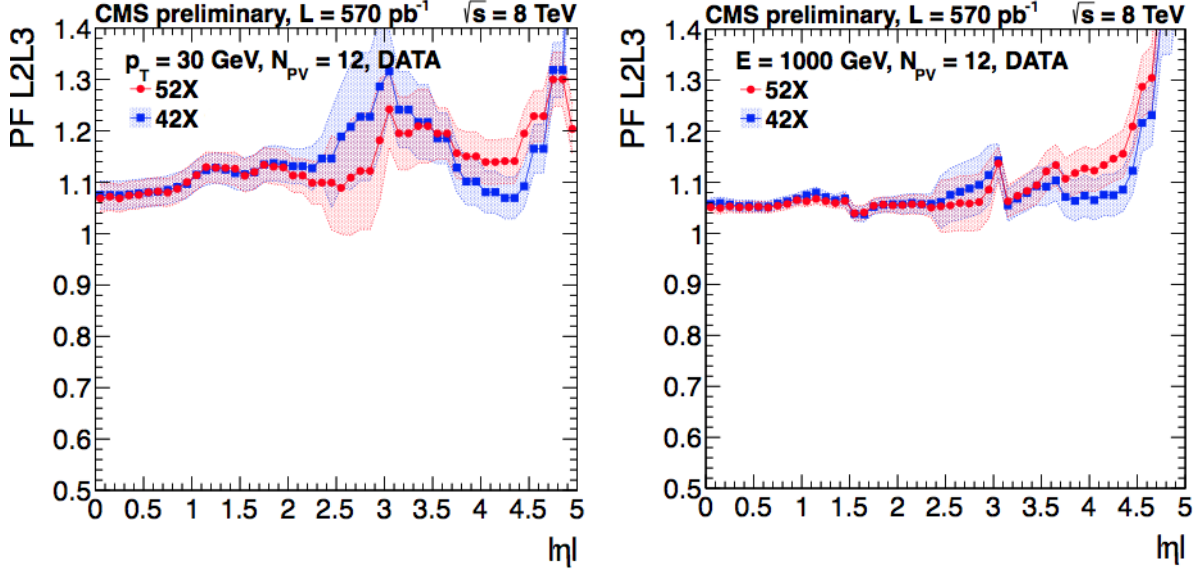 CMS preliminary, L = 570 pb⁻¹ √s = 8 TeV
PF L2L3
p_T = 30 GeV, N_PV = 12, DATA
52X
42X
1.4
1.3
1.2
1.1
1
0.9
0.8
0.7
0.6
0.5
0 0.5 1 1.5 2 2.5 3 3.5 4 4.5 5
|η|
CMS preliminary, L = 570 pb⁻¹ √s = 8 TeV
PF L2L3
E = 1000 GeV, N_PV = 12, DATA
52X
42X
1.4
1.3
1.2
1.1
1
0.9
0.8
0.7
0.6
0.5
0 0.5 1 1.5 2 2.5 3 3.5 4 4.5 5
|η|